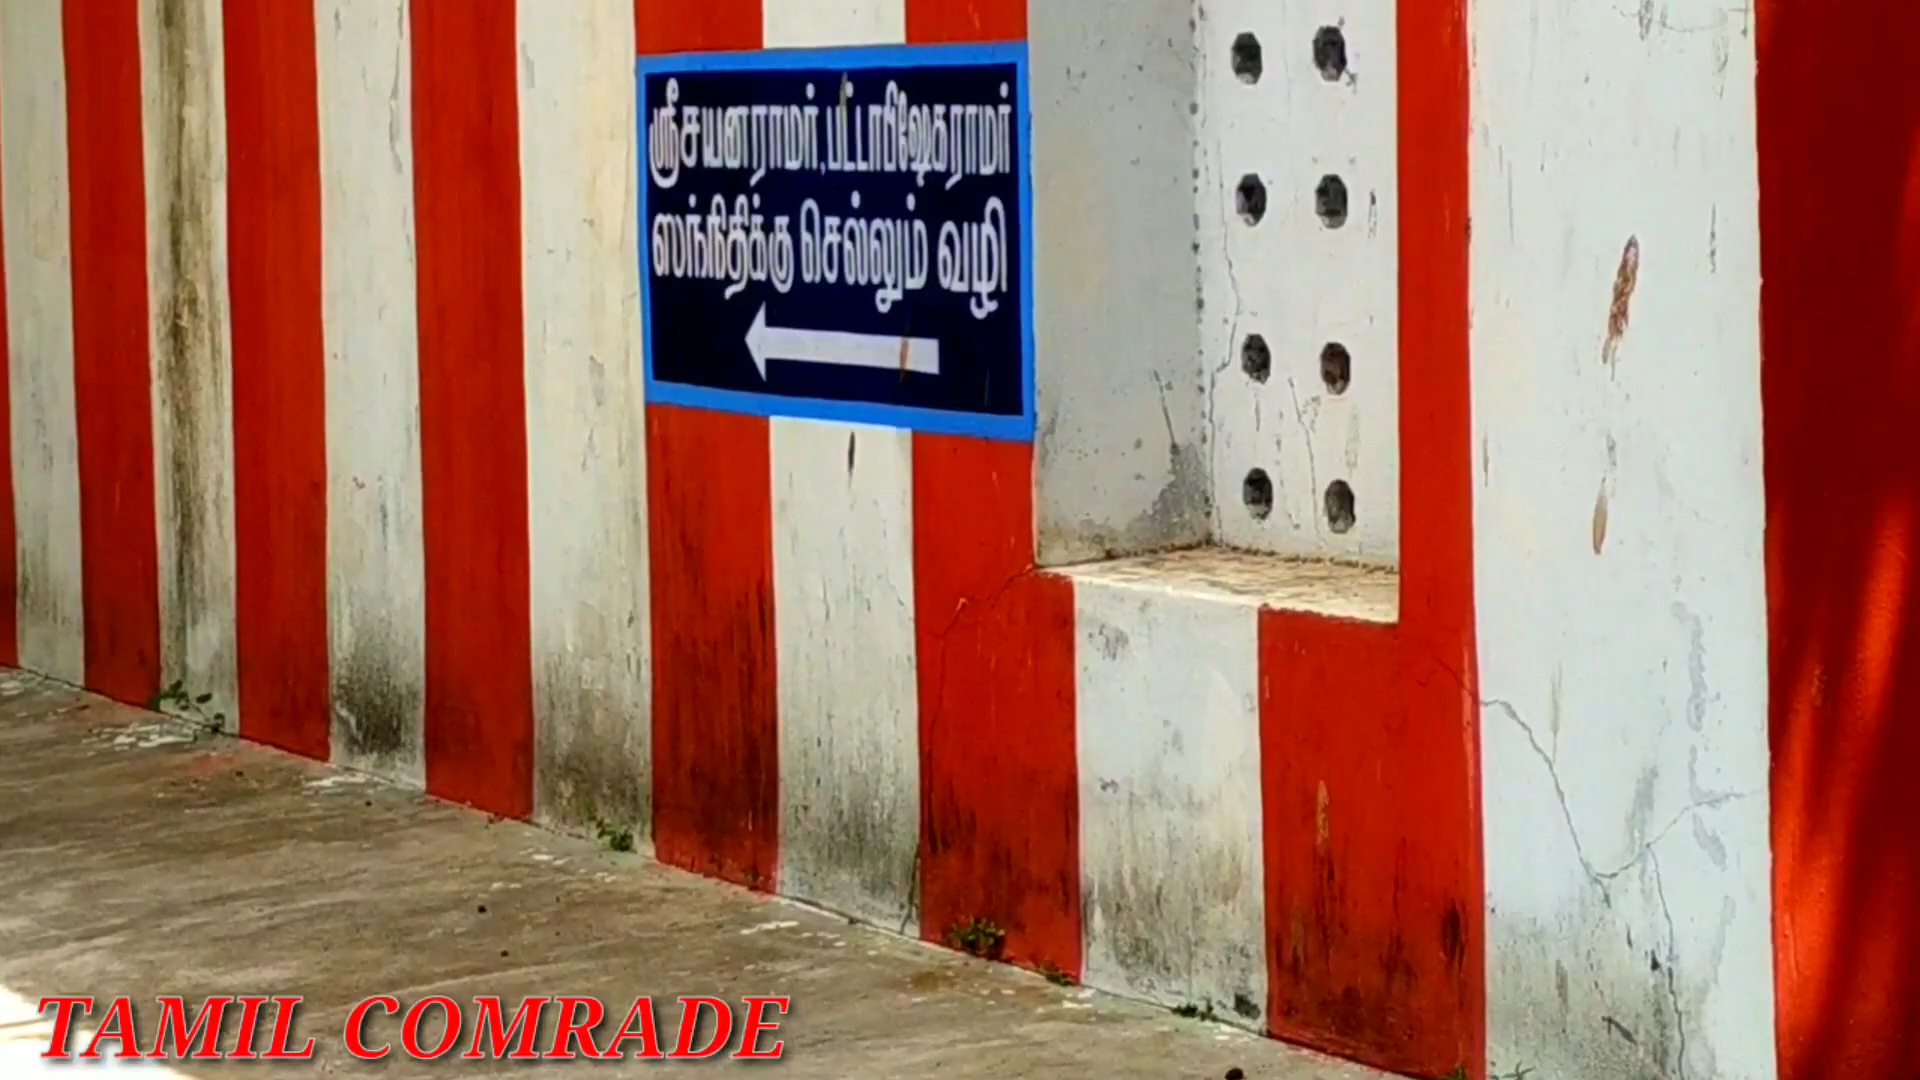 ஸ்ரீசயனராமர்,பட்டாபிஷேகராமர்
ஸந்நிதிக்கு செல்லும் வழி
TAMIL COMRADE